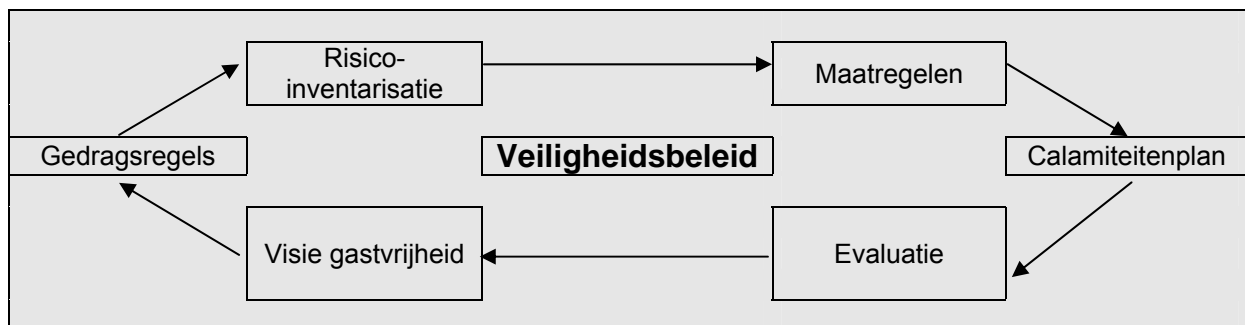 Risico-
inventarisatie
Maatregelen
Gedragsregels
Veiligheidsbeleid
Calamiteitenplan
Visie gastvrijheid
Evaluatie